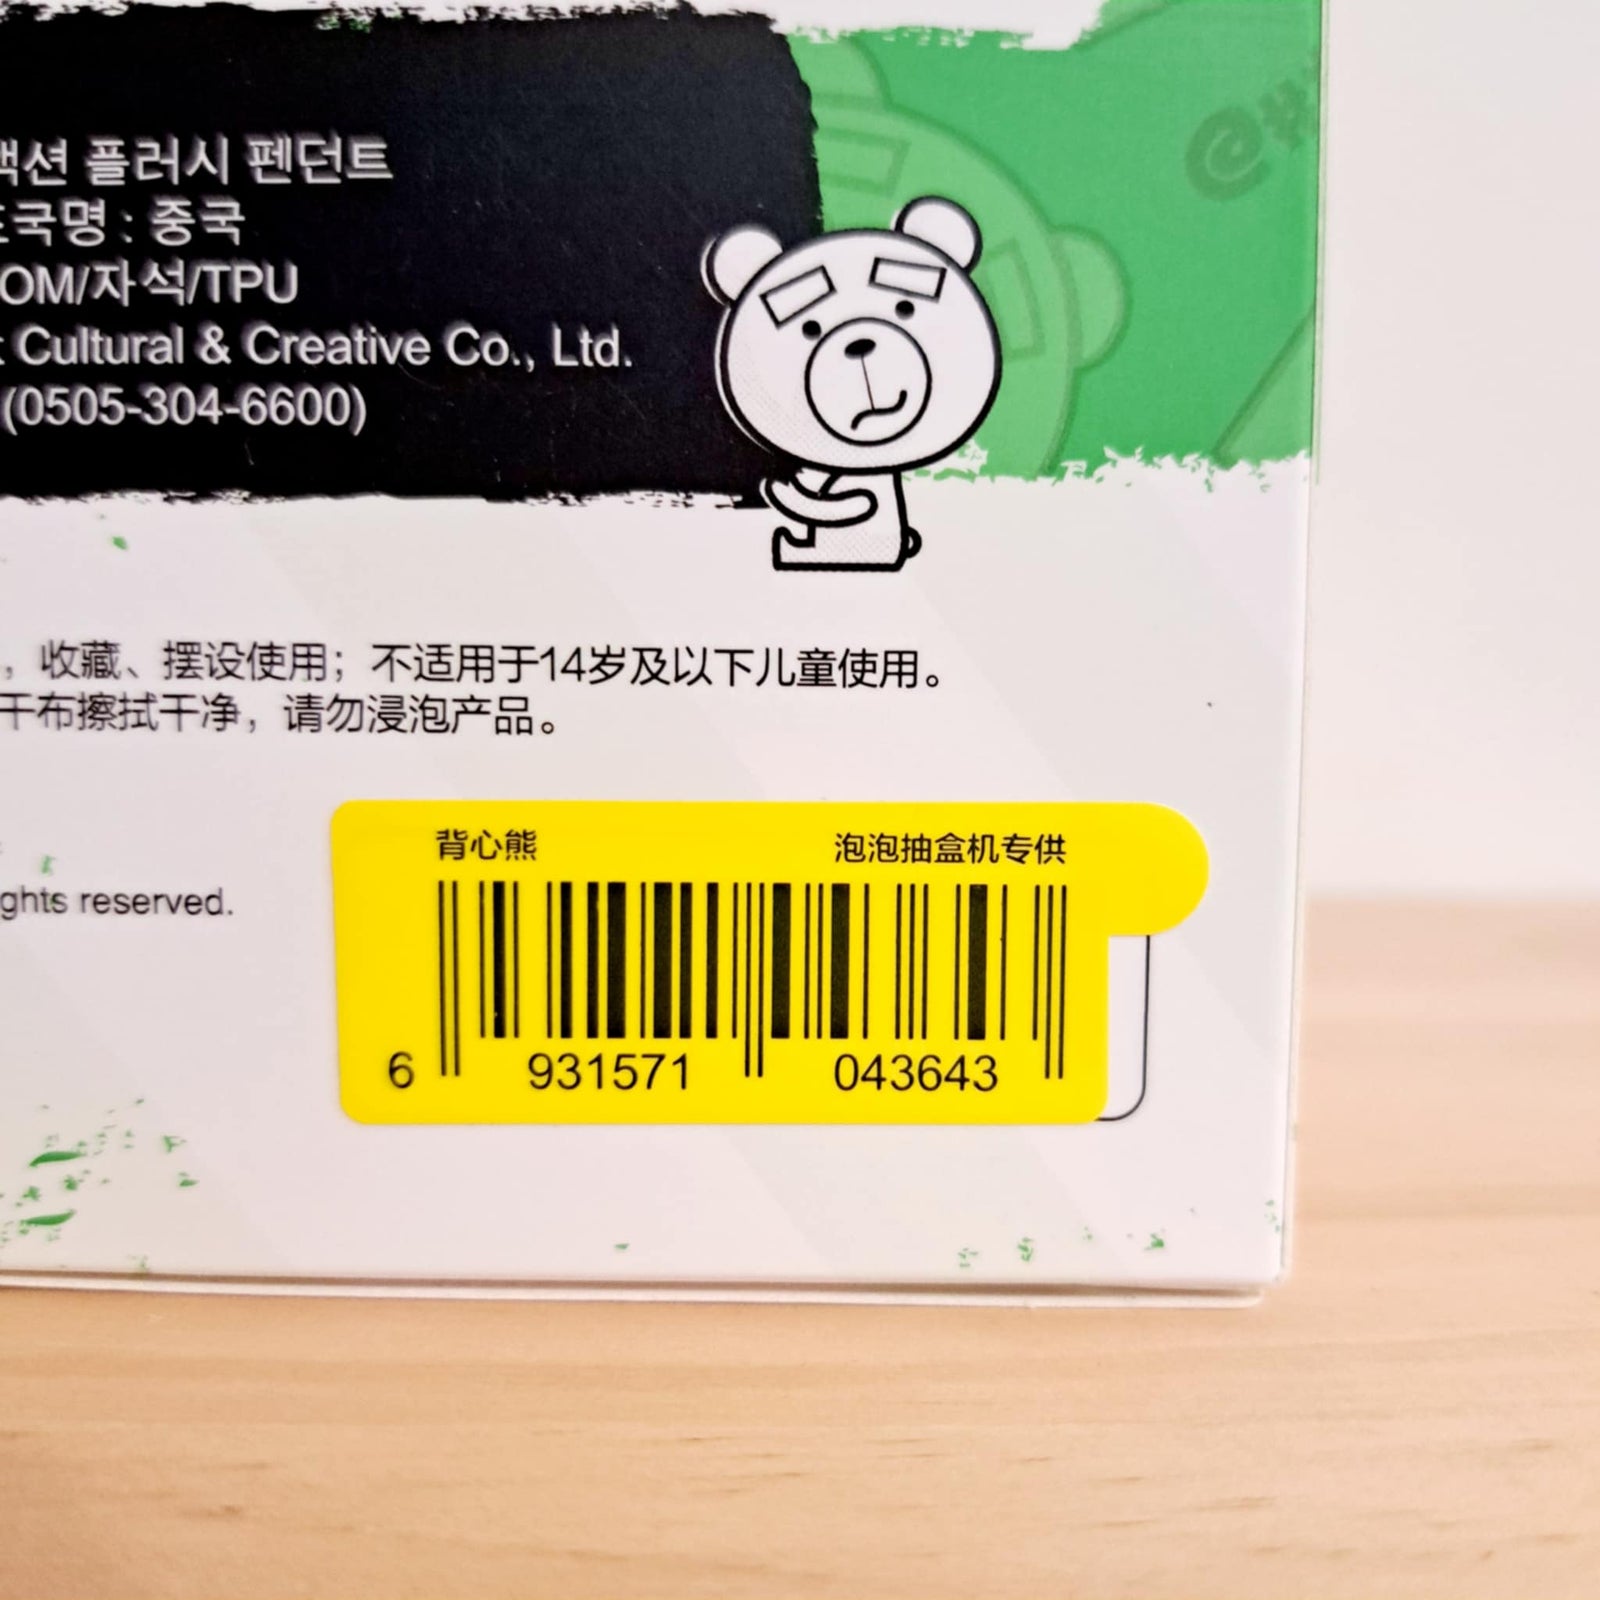 션 플러시 펜던트
국명 : 중국
OM/자석/TPU
Cultural & Creative Co., Ltd.
(0505-304-6600)
，收藏、摆设使用；不适用于14岁及以下儿童使用。
干布擦拭干净，请勿浸泡产品。
ghts reserved.
背心熊 泡泡抽盒机专供
6 931571 043643